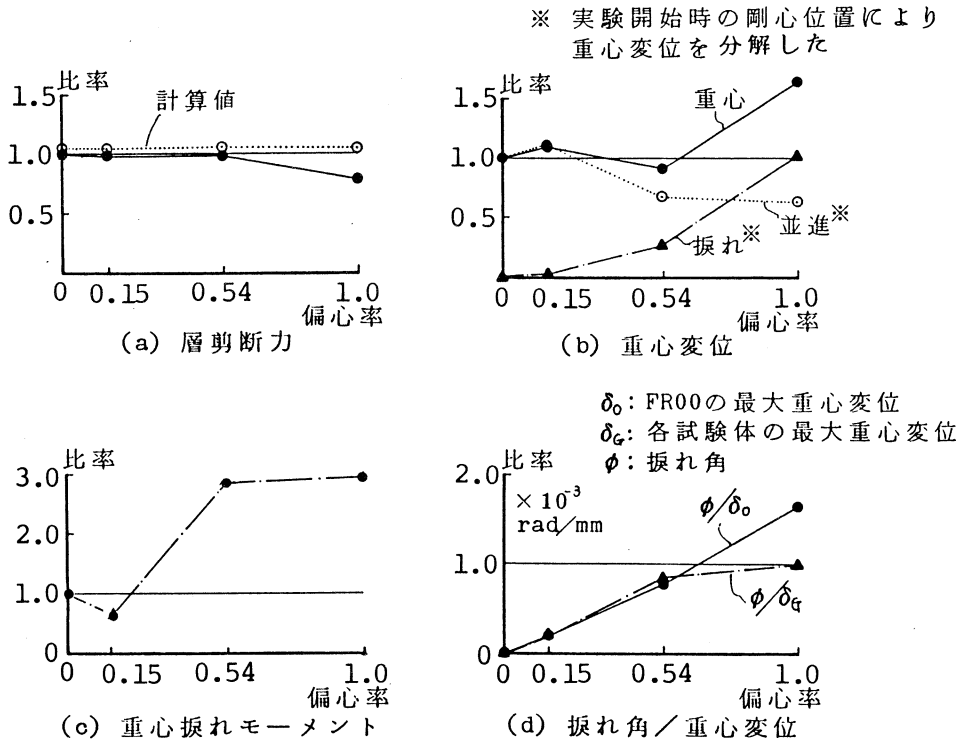 ※ 実験開始時の剛心位置により
重心変位を分解した
比率
1.5
1.0
0.5
計算値
0 0.15 0.54 1.0
偏心率
(a) 層剪断力
比率
1.5
1.0
0.5
重心
並進※
捩れ※
0 0.15 0.54 1.0
偏心率
(b) 重心変位
比率
3.0
2.0
1.0
0
0 0.15 0.54 1.0
偏心率
(c) 重心捩れモーメント
δ₀: FR00の最大重心変位
δG: 各試験体の最大重心変位
φ: 捩れ角
比率
2.0
1.0
0
×10⁻³
rad/mm
φ/δ₀
φ/δG
0 0.15 0.54 1.0
偏心率
(d) 捩れ角/重心変位